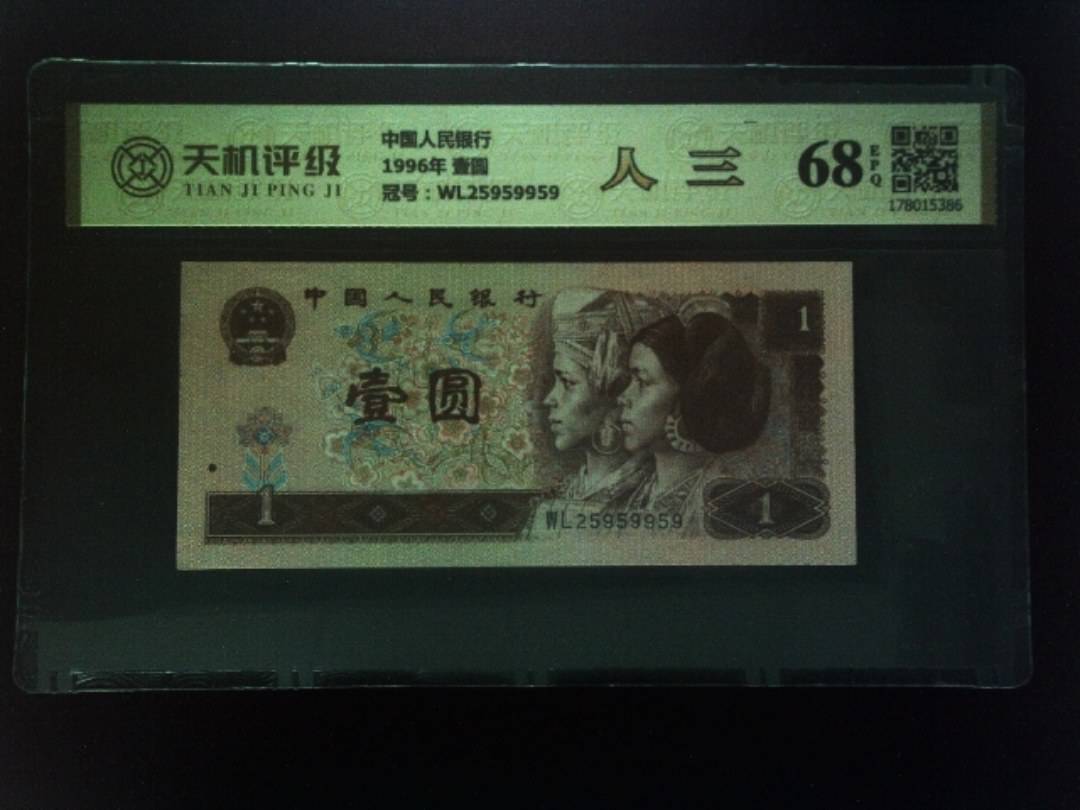 天机评级
TIAN JI PING JI
中国人民银行
1996年 壹圆
冠号：WL25959959
人三
68
EPQ
178015386
中国人民银行
1
壹圆
1
WL25959959
1